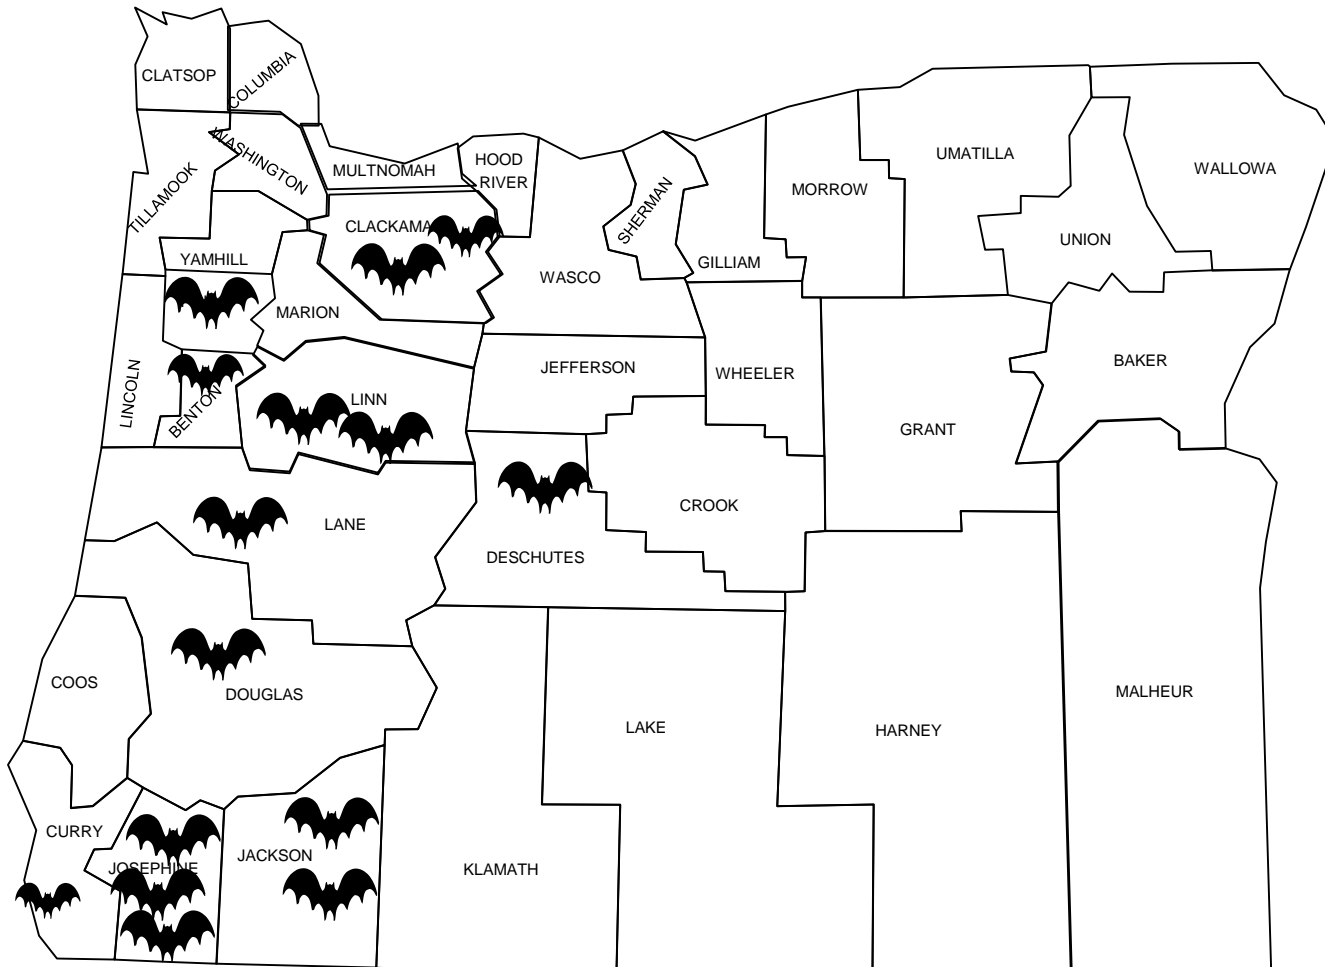 CLATSOP
COLUMBIA
WASHINGTON
TILLAMOOK
MULTNOMAH
HOOD
RIVER
SHERMAN
UMATILLA
WALLOWA
MORROW
CLACKAMA
UNION
YAMHILL
GILLIAM
WASCO
MARION
BAKER
JEFFERSON
WHEELER
LINCOLN
BENTON
LINN
GRANT
CROOK
LANE
DESCHUTES
COOS
DOUGLAS
MALHEUR
LAKE
HARNEY
CURRY
JOSEPHINE
JACKSON
KLAMATH